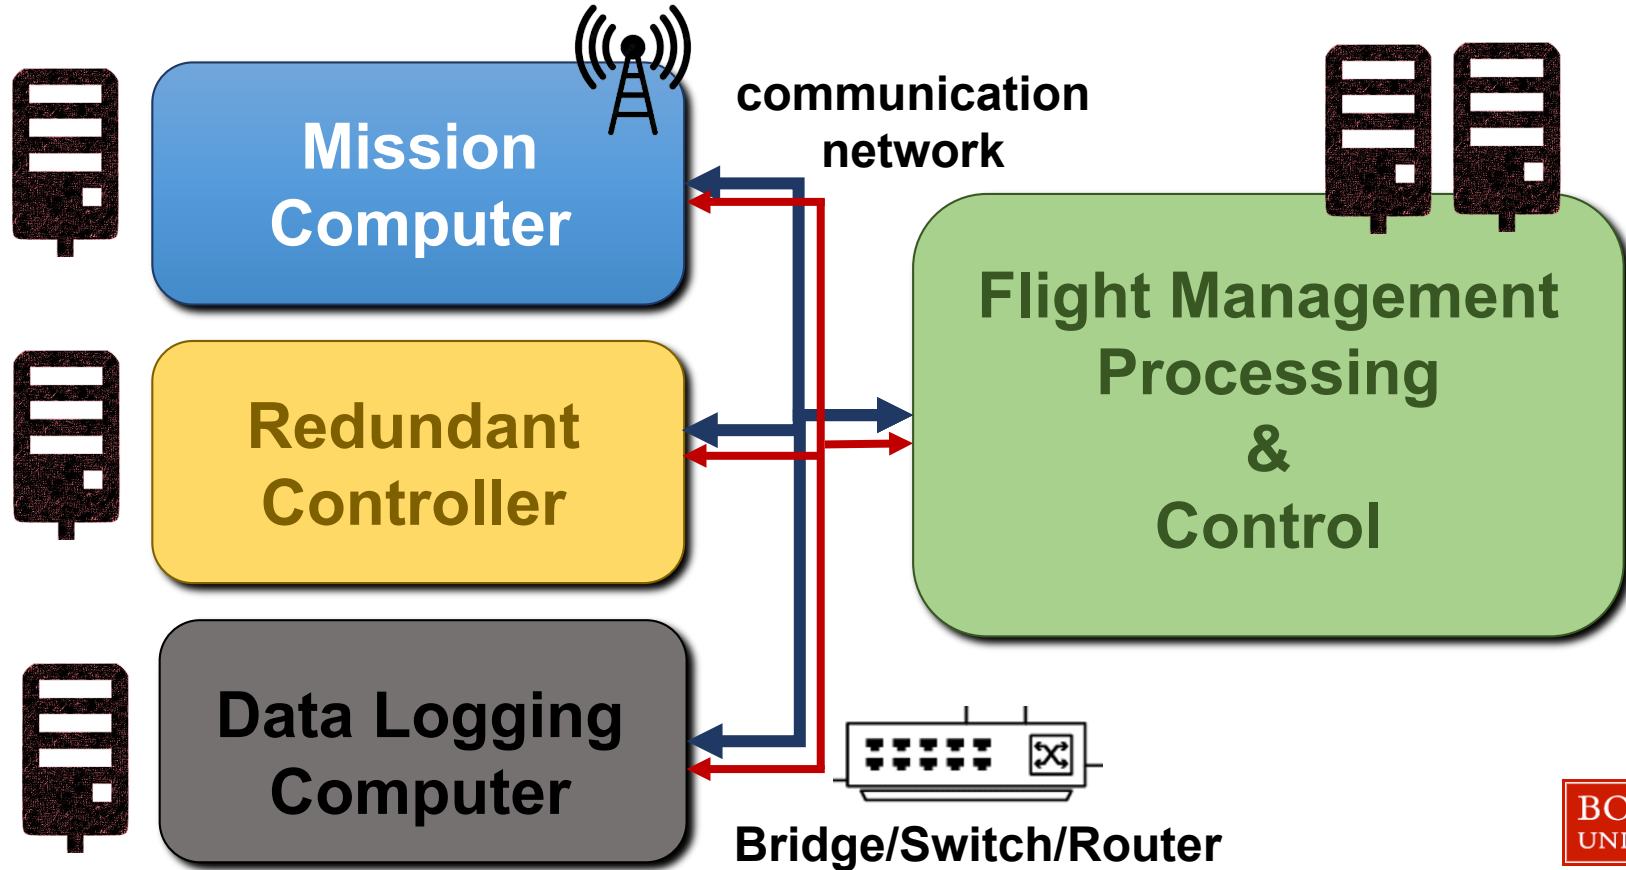 communication
network
Mission
Computer
Flight Management
Processing
&
Control
Redundant
Controller
Data Logging
Computer
Bridge/Switch/Router